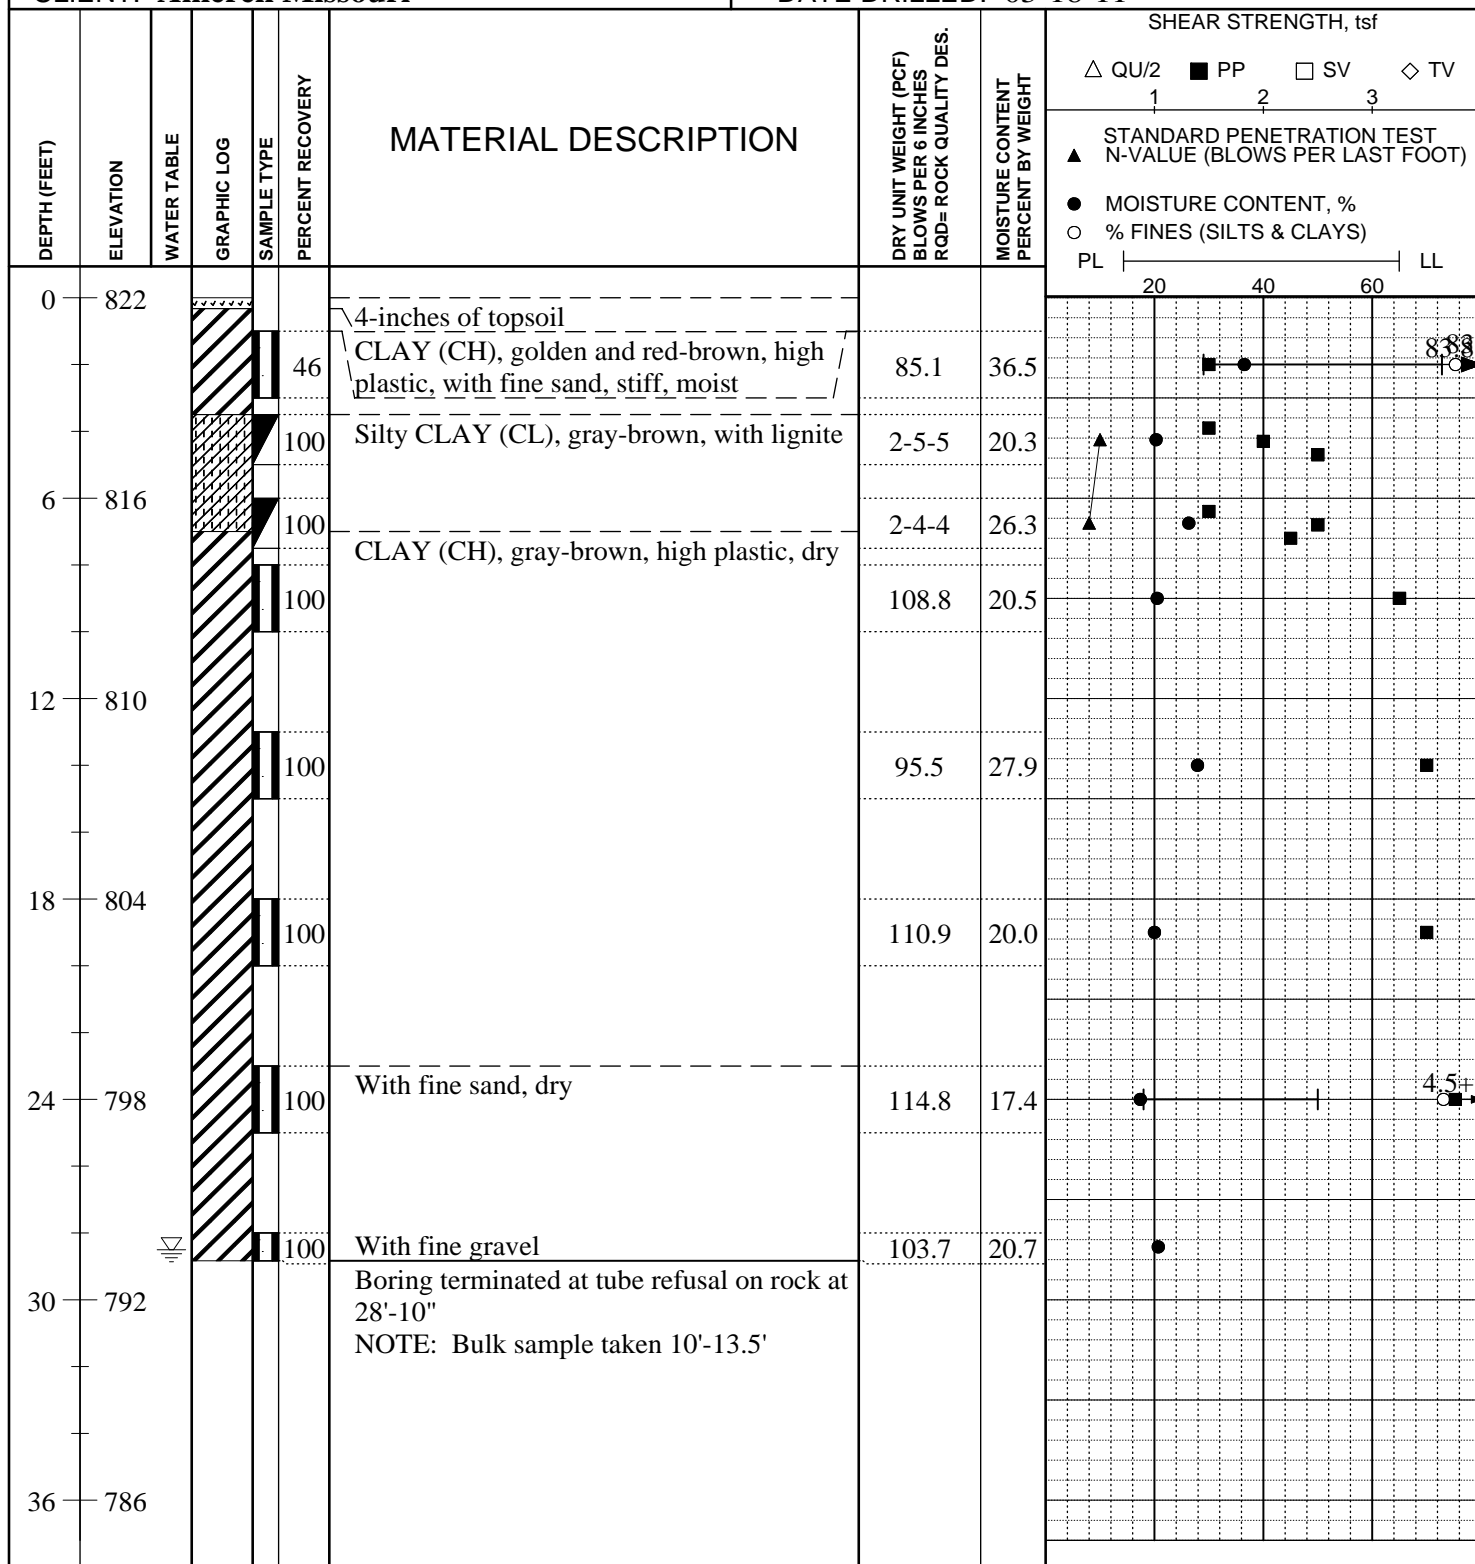 SHEAR STRENGTH, tsf
QU/2 PP SV TV
1 2 3
STANDARD PENETRATION TEST
N-VALUE (BLOWS PER LAST FOOT)
MOISTURE CONTENT, %
% FINES (SILTS & CLAYS)
PL LL
20 40 60
DEPTH (FEET)
ELEVATION
WATER TABLE
GRAPHIC LOG
SAMPLE TYPE
PERCENT RECOVERY
MATERIAL DESCRIPTION
DRY UNIT WEIGHT (PCF)
BLOWS PER 6 INCHES
RQD= ROCK QUALITY DES.
MOISTURE CONTENT
PERCENT BY WEIGHT
0 822
4-inches of topsoil
46 CLAY (CH), golden and red-brown, high 85.1 36.5
plastic, with fine sand, stiff, moist
100 Silty CLAY (CL), gray-brown, with lignite 2-5-5 20.3
6 816
100 2-4-4 26.3
CLAY (CH), gray-brown, high plastic, dry
100 108.8 20.5
12 810
100 95.5 27.9
18 804
100 110.9 20.0
With fine sand, dry 4.5+
24 798 100 114.8 17.4
100 With fine gravel 103.7 20.7
Boring terminated at tube refusal on rock at
30 792
28'-10"
NOTE: Bulk sample taken 10'-13.5'
36 786